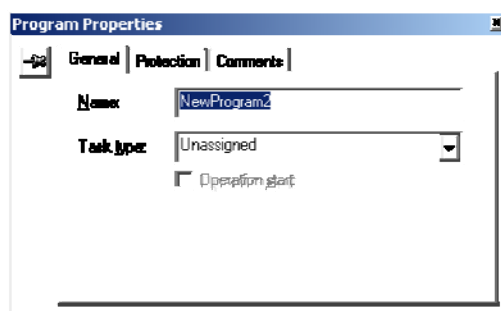 Program Properties
General Protection Comments
Name: NewProgram2
Task type: Unassigned
Operation start